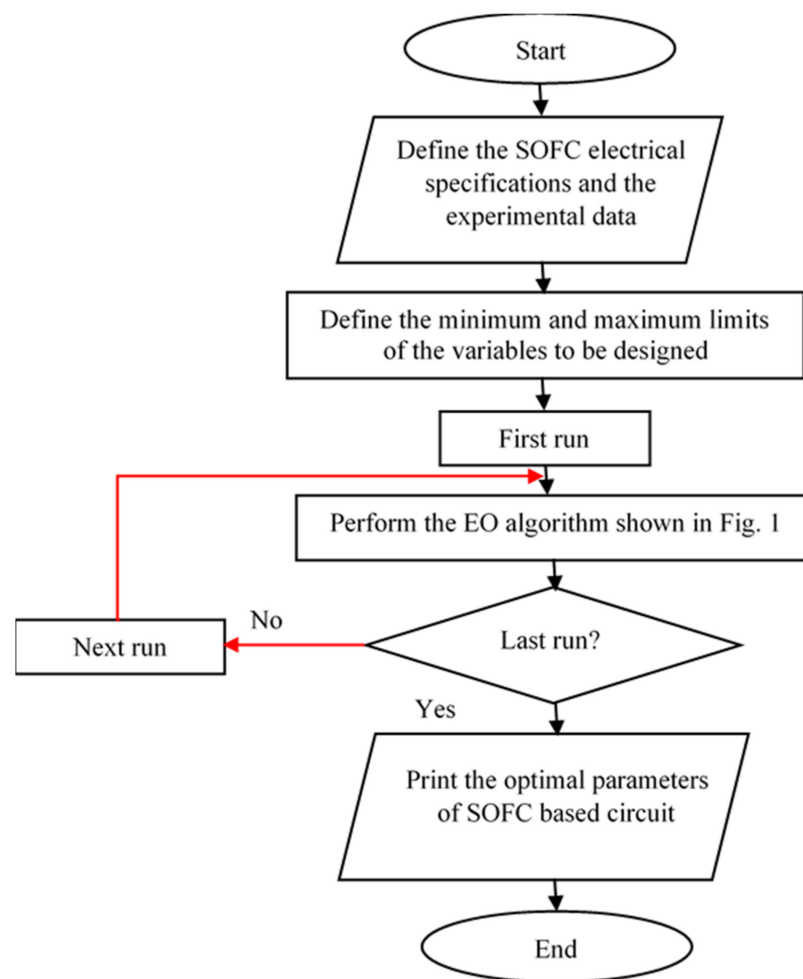 Start
Define the SOFC electrical
specifications and the
experimental data
Define the minimum and maximum limits
of the variables to be designed
First run
Perform the EO algorithm shown in Fig. 1
Last run?
No
Next run
Yes
Print the optimal parameters
of SOFC based circuit
End